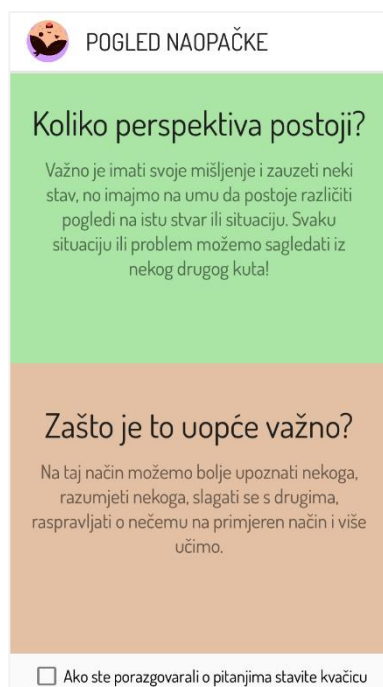 POGLED NAOPAČKE
Koliko perspektiva postoji?
Važno je imati svoje mišljenje i zauzeti neki
stav, no imajmo na umu da postoje različiti
pogledi na istu stvar ili situaciju. Svaku
situaciju ili problem možemo sagledati iz
nekog drugog kuta!
Zašto je to uopće važno?
Na taj način možemo bolje upoznati nekoga,
razumjeti nekoga, slagati se s drugima,
raspravljati o nečemu na primjeren način i više
učimo.
Ako ste porazgovarali o pitanjima stavite kvačicu